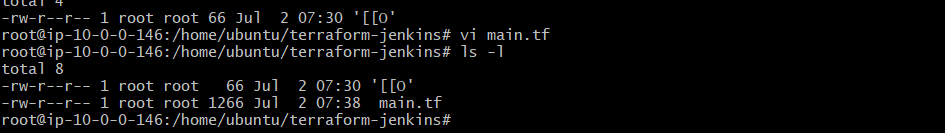 total 4
-rw-r--r-- 1 root root 66 Jul  2 07:30 '[[O'
root@ip-10-0-0-146:/home/ubuntu/terraform-jenkins# vi main.tf
root@ip-10-0-0-146:/home/ubuntu/terraform-jenkins# ls -l
total 8
-rw-r--r-- 1 root root   66 Jul  2 07:30 '[[O'
-rw-r--r-- 1 root root 1266 Jul  2 07:38  main.tf
root@ip-10-0-0-146:/home/ubuntu/terraform-jenkins#